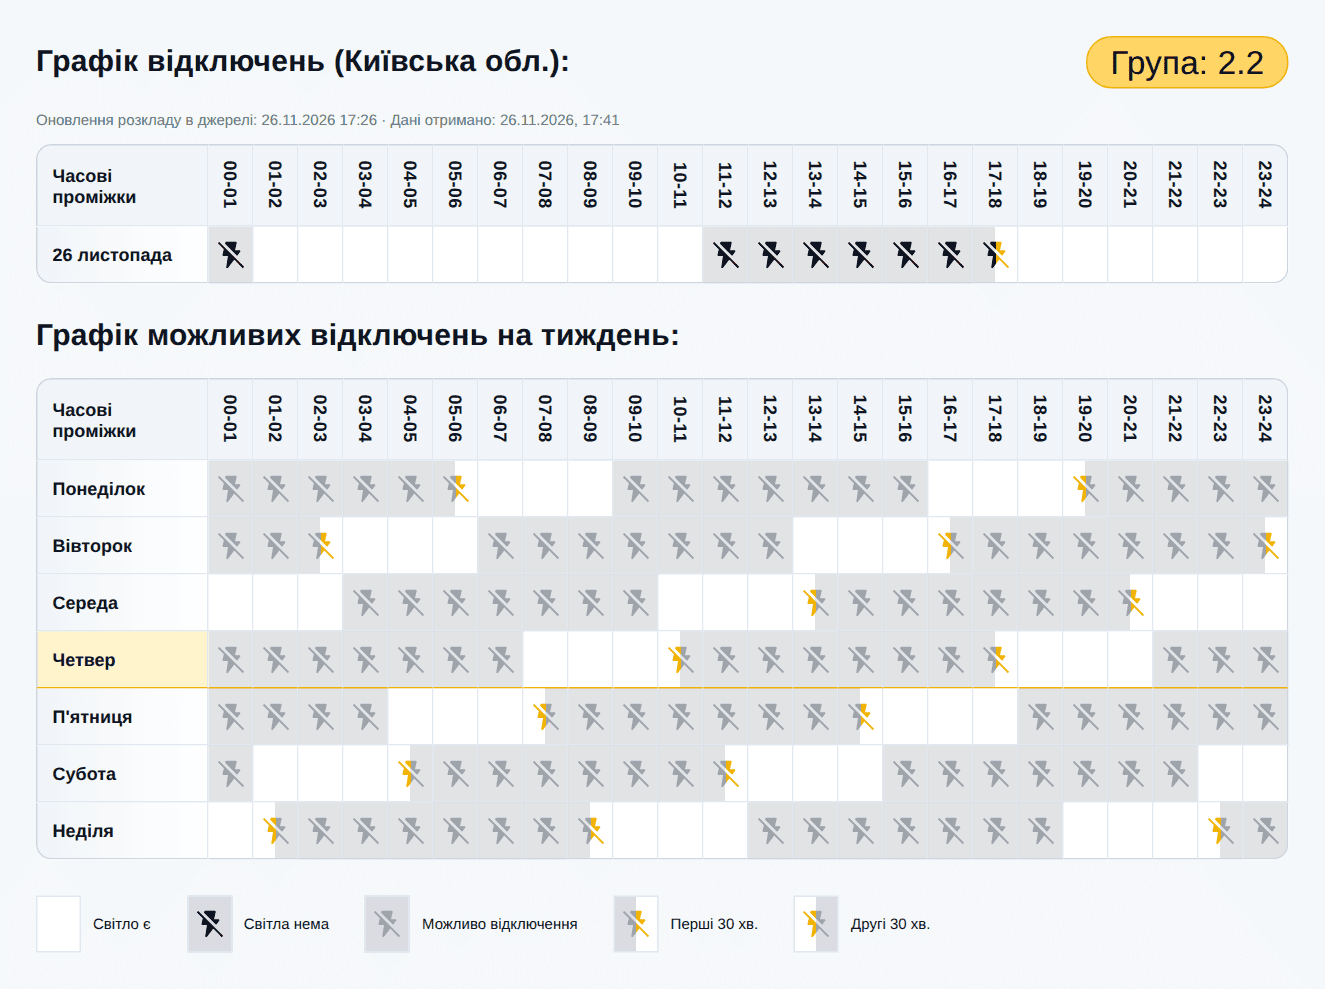 Графік відключень (Київська обл.):
Група: 2.2
Оновлення розкладу в джерелі: 26.11.2026 17:26 · Дані отримано: 26.11.2026, 17:41
Часові проміжки 00-01 01-02 02-03 03-04 04-05 05-06 06-07 07-08 08-09 09-10 10-11 11-12 12-13 13-14 14-15 15-16 16-17 17-18 18-19 19-20 20-21 21-22 22-23 23-24
26 листопада
Графік можливих відключень на тиждень:
Часові проміжки 00-01 01-02 02-03 03-04 04-05 05-06 06-07 07-08 08-09 09-10 10-11 11-12 12-13 13-14 14-15 15-16 16-17 17-18 18-19 19-20 20-21 21-22 22-23 23-24
Понеділок
Вівторок
Середа
Четвер
П'ятниця
Субота
Неділя
Світло є Світла нема Можливо відключення Перші 30 хв. Другі 30 хв.